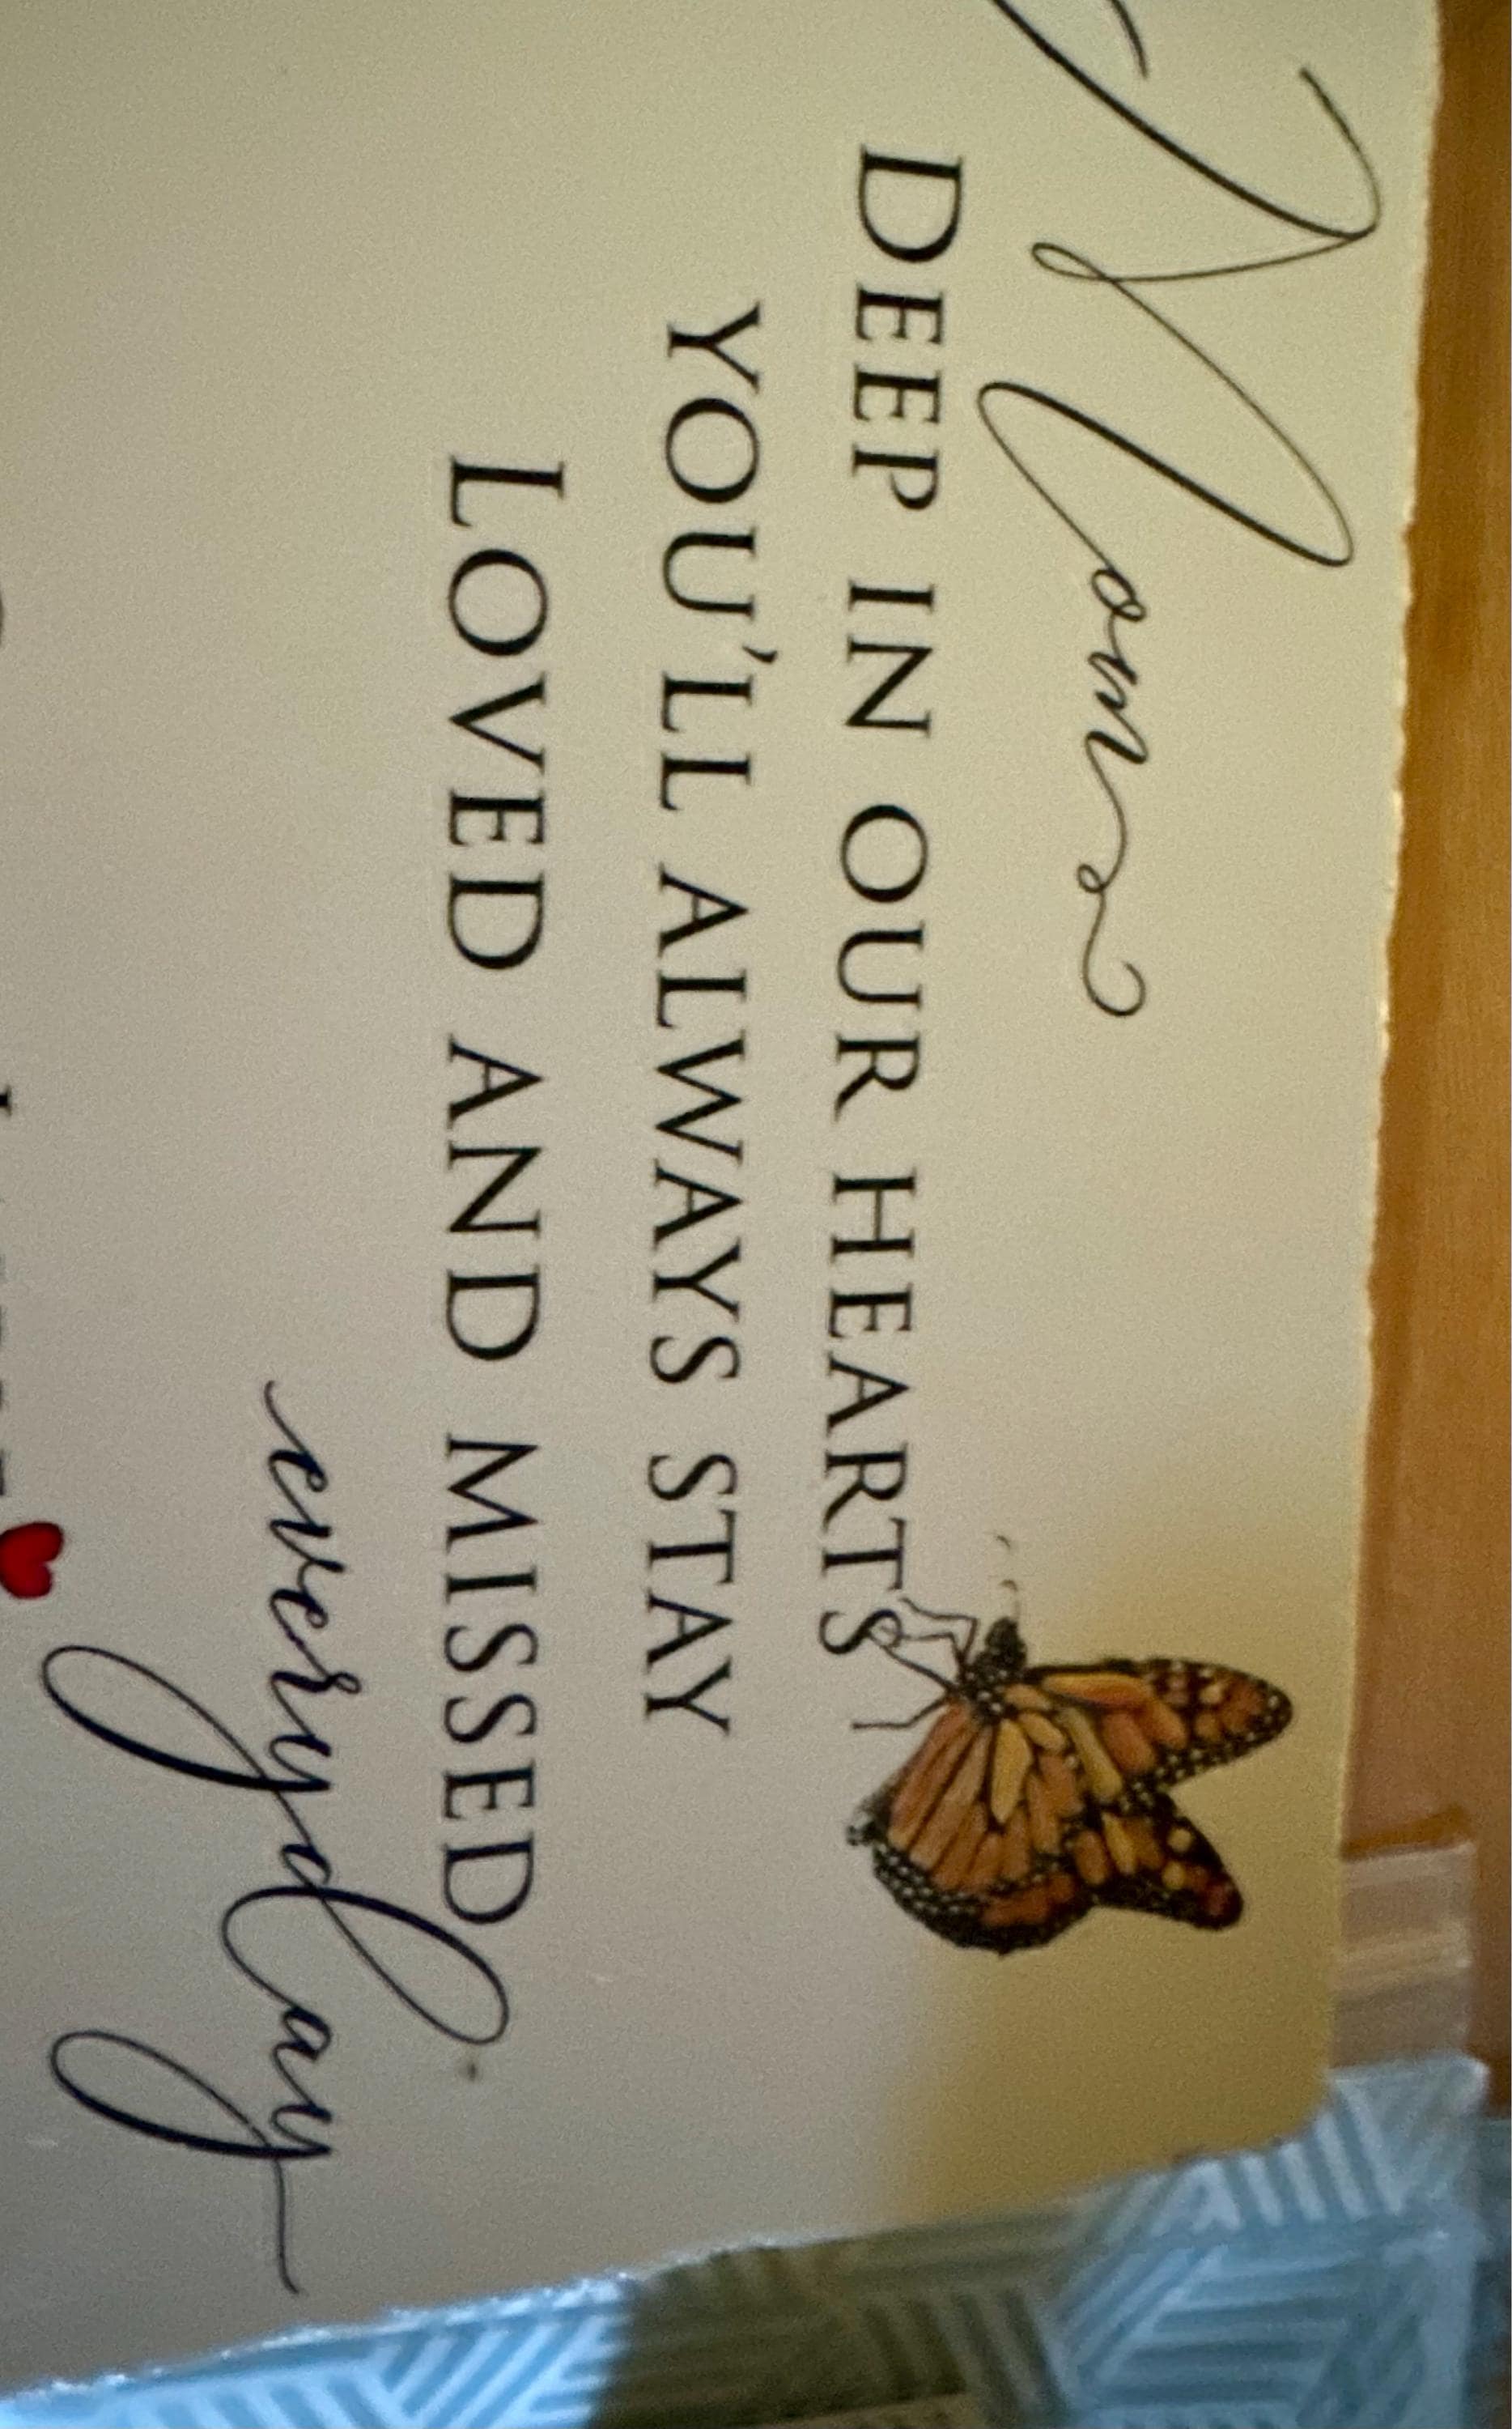 Mom
DEEP IN OUR HEARTS
YOU'LL ALWAYS STAY
LOVED AND MISSED
everyday